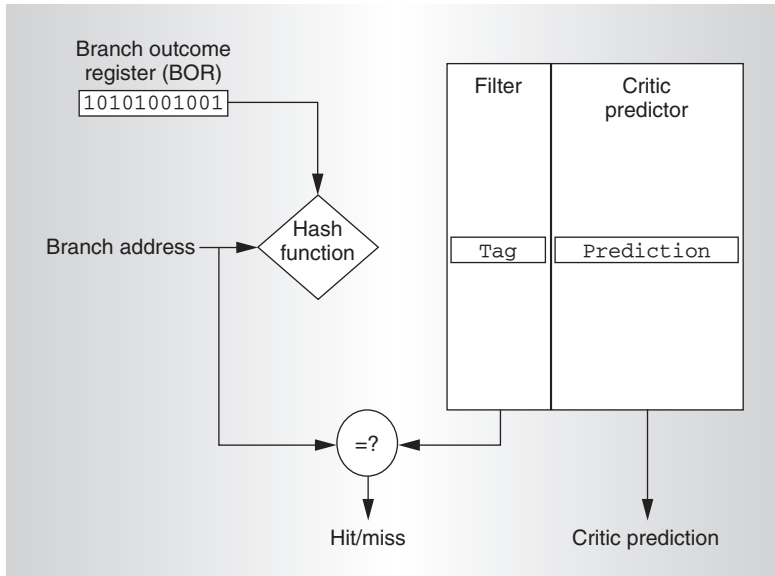 Branch outcome
register (BOR)
10101001001
Filter
Critic
predictor
Branch address
Hash
function
Tag
Prediction
=?
Hit/miss
Critic prediction